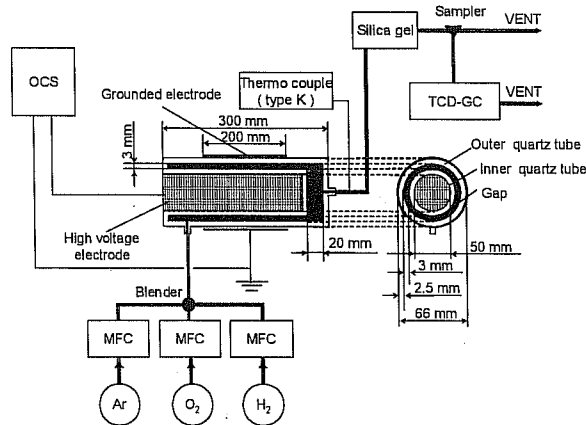 Sampler
Silica gel
VENT
OCS
Thermo couple
( type K )
TCD-GC
VENT
Grounded electrode
300 mm
200 mm
3 mm
Outer quartz tube
Inner quartz tube
Gap
High voltage
electrode
20 mm
50 mm
3 mm
2.5 mm
66 mm
Blender
MFC
MFC
MFC
Ar
O2
H2